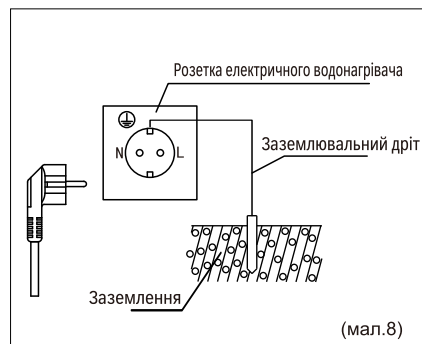 Розетка електричного водонагрівача
N L
Заземлювальний дріт
Заземлення
(мал.8)